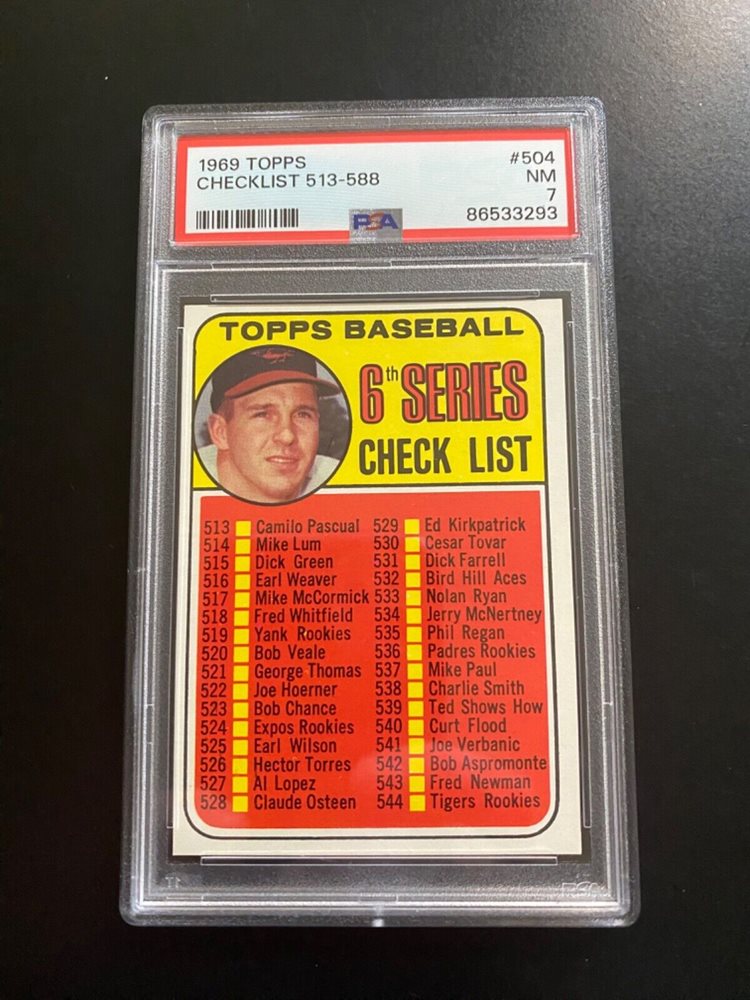 1969 TOPPS #504
CHECKLIST 513-588 NM
7
86533293
PSA
TOPPS BASEBALL
6th SERIES
CHECK LIST
513 Camilo Pascual 529 Ed Kirkpatrick
514 Mike Lum 530 Cesar Tovar
515 Dick Green 531 Dick Farrell
516 Earl Weaver 532 Bird Hill Aces
517 Mike McCormick 533 Nolan Ryan
518 Fred Whitfield 534 Jerry McNertney
519 Yank Rookies 535 Phil Regan
520 Bob Veale 536 Padres Rookies
521 George Thomas 537 Mike Paul
522 Joe Hoerner 538 Charlie Smith
523 Bob Chance 539 Ted Shows How
524 Expos Rookies 540 Curt Flood
525 Earl Wilson 541 Joe Verbanic
526 Hector Torres 542 Bob Aspromonte
527 Al Lopez 543 Fred Newman
528 Claude Osteen 544 Tigers Rookies